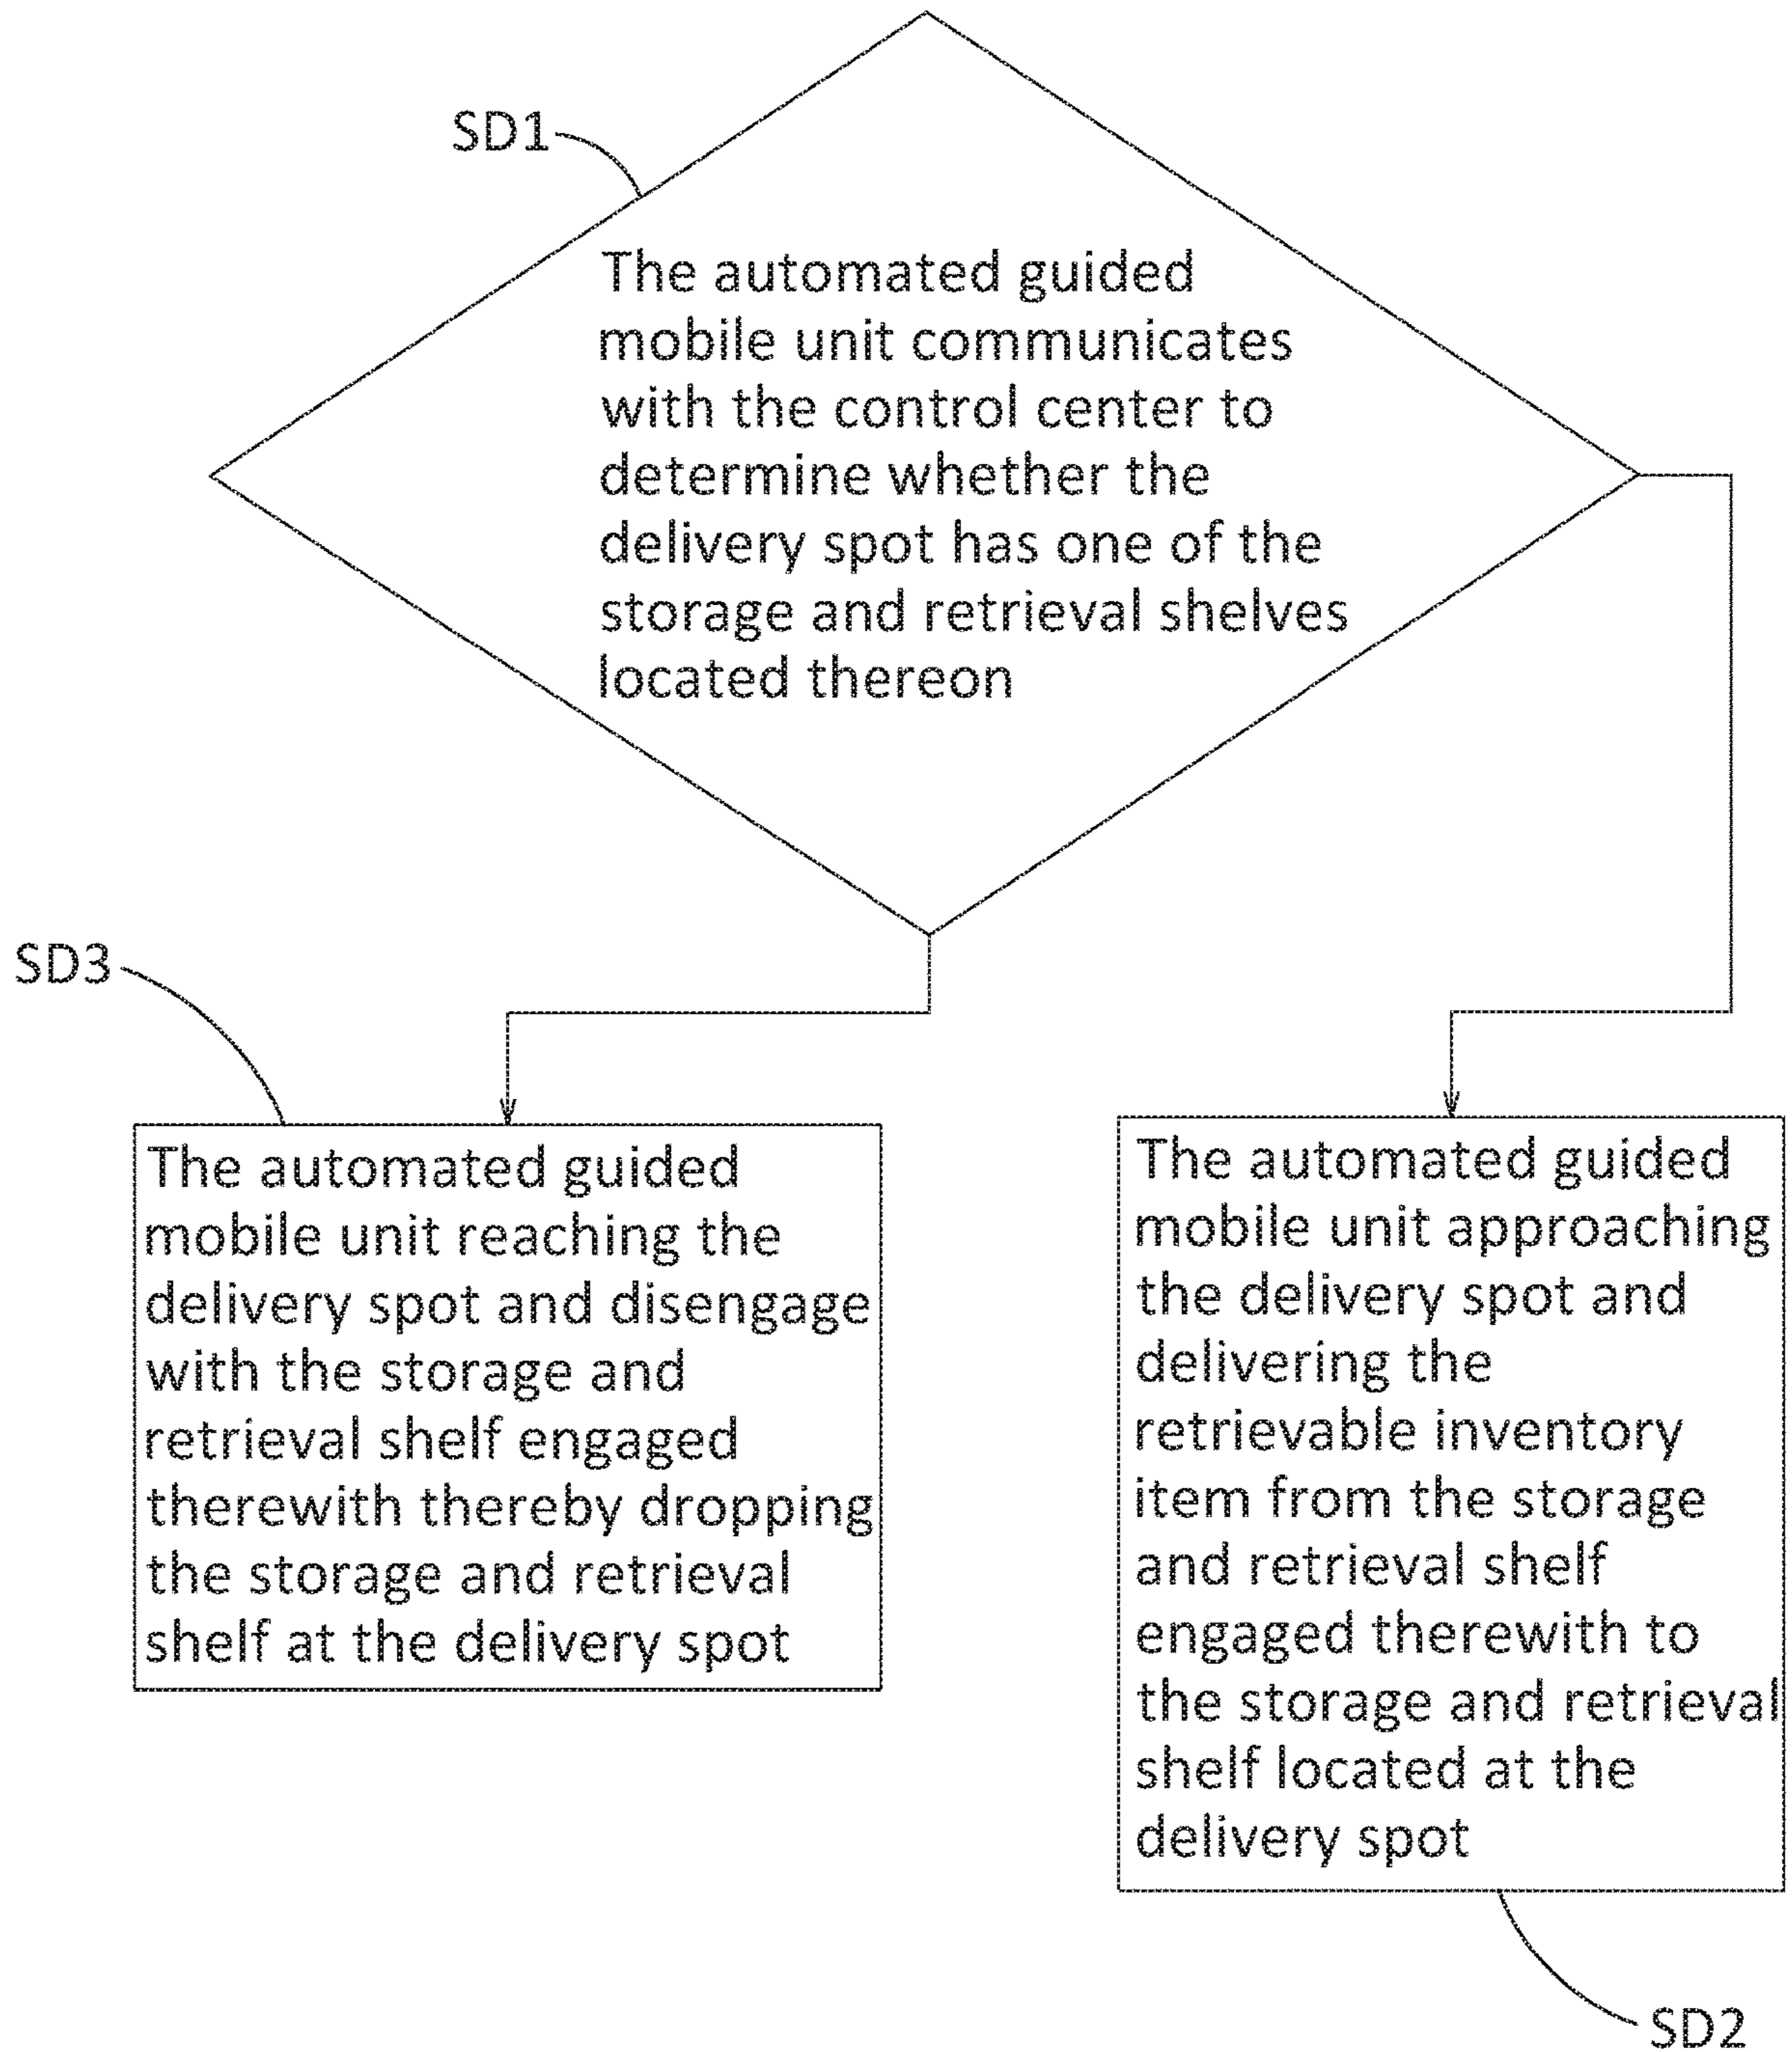 SD1
The automated guided
mobile unit communicates
with the control center to
determine whether the
delivery spot has one of the
storage and retrieval shelves
located thereon
SD3
The automated guided
mobile unit reaching the
delivery spot and disengage
with the storage and
retrieval shelf engaged
therewith thereby dropping
the storage and retrieval
shelf at the delivery spot
The automated guided
mobile unit approaching
the delivery spot and
delivering the
retrievable inventory
item from the storage
and retrieval shelf
engaged therewith to
the storage and retrieval
shelf located at the
delivery spot
SD2